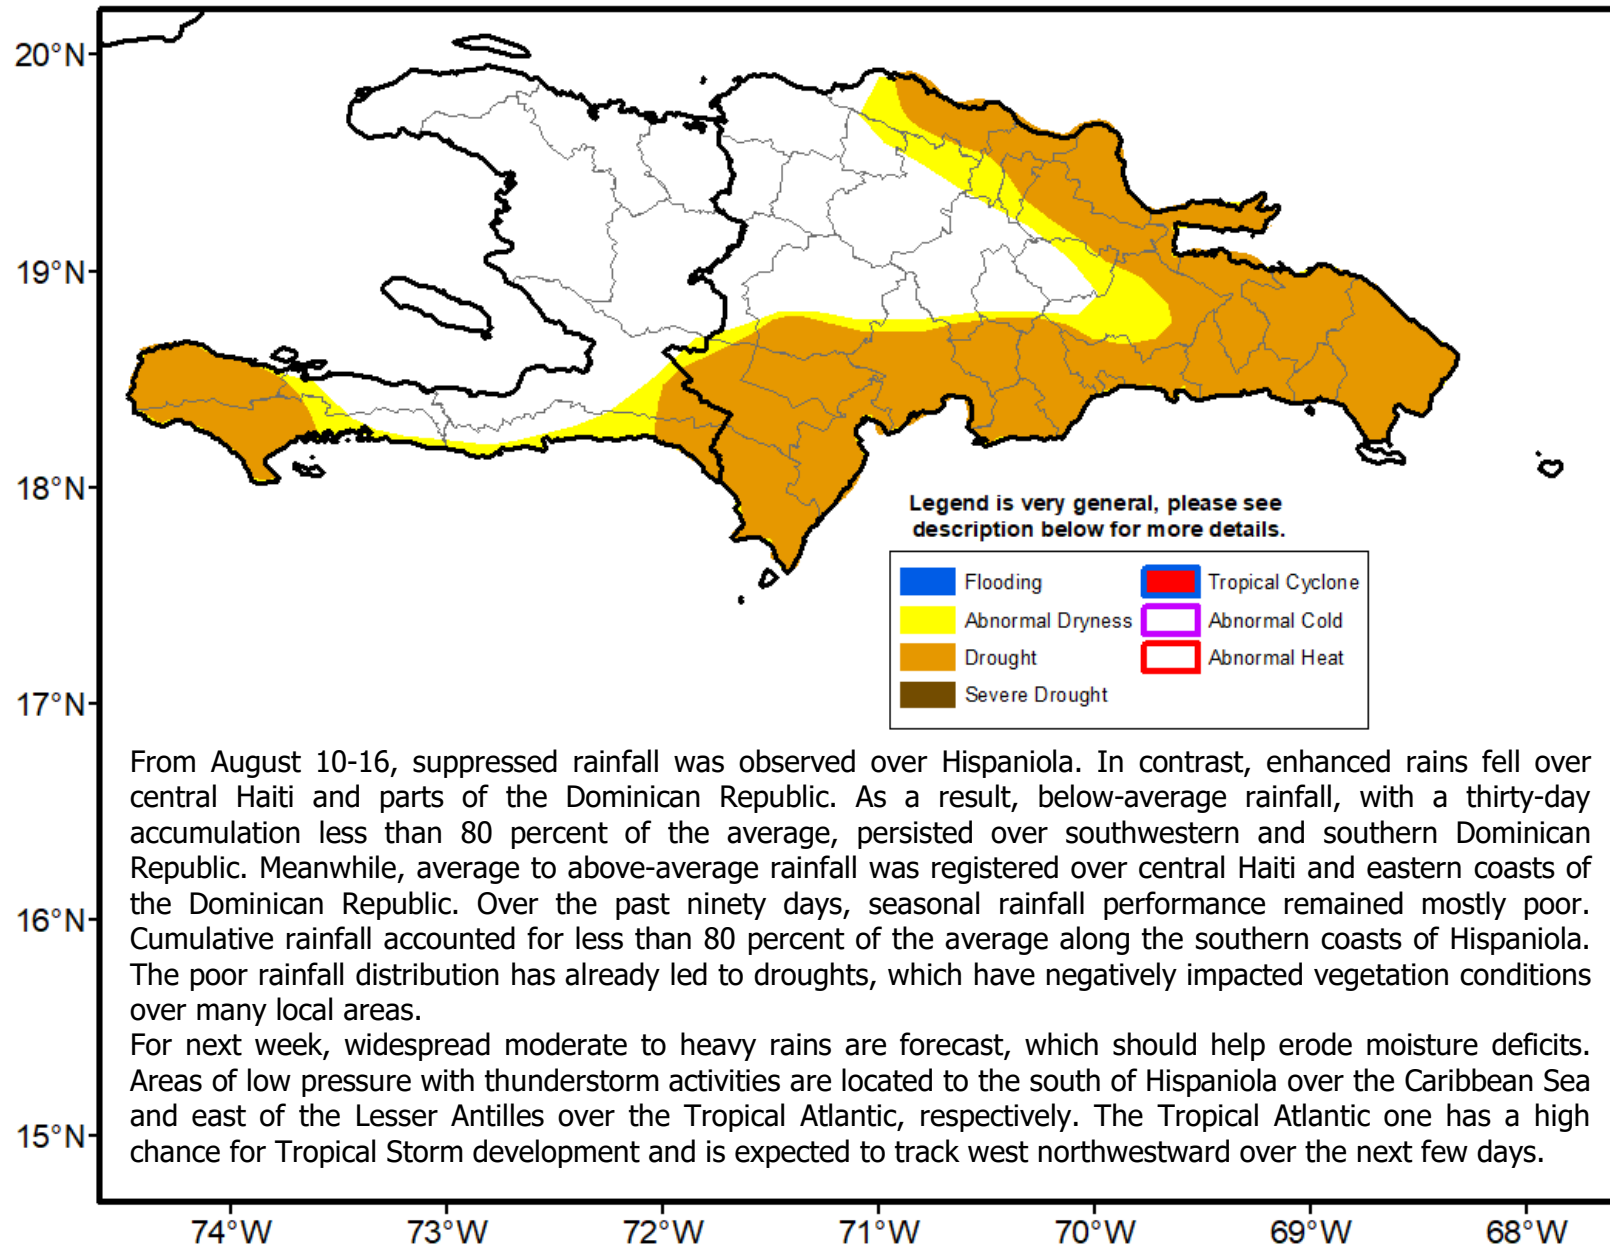 20°N
19°N
18°N
17°N
16°N
15°N
Legend is very general, please see
description below for more details.
Flooding
Tropical Cyclone
Abnormal Dryness
Abnormal Cold
Drought
Abnormal Heat
Severe Drought
From August 10-16, suppressed rainfall was observed over Hispaniola. In contrast, enhanced rains fell over
central Haiti and parts of the Dominican Republic. As a result, below-average rainfall, with a thirty-day
accumulation less than 80 percent of the average, persisted over southwestern and southern Dominican
Republic. Meanwhile, average to above-average rainfall was registered over central Haiti and eastern coasts of
the Dominican Republic. Over the past ninety days, seasonal rainfall performance remained mostly poor.
Cumulative rainfall accounted for less than 80 percent of the average along the southern coasts of Hispaniola.
The poor rainfall distribution has already led to droughts, which have negatively impacted vegetation conditions
over many local areas.
For next week, widespread moderate to heavy rains are forecast, which should help erode moisture deficits.
Areas of low pressure with thunderstorm activities are located to the south of Hispaniola over the Caribbean Sea
and east of the Lesser Antilles over the Tropical Atlantic, respectively. The Tropical Atlantic one has a high
chance for Tropical Storm development and is expected to track west northwestward over the next few days.
74°W 73°W 72°W 71°W 70°W 69°W 68°W